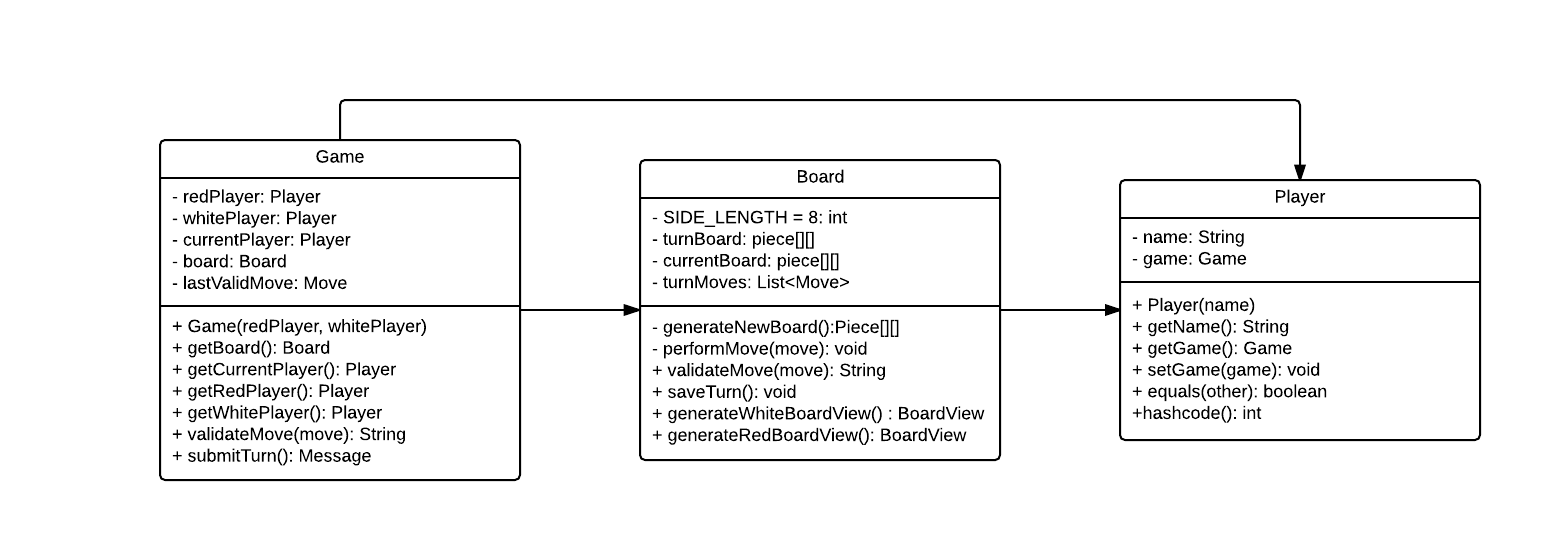 Game
- redPlayer: Player
- whitePlayer: Player
- currentPlayer: Player
- board: Board
- lastValidMove: Move
+ Game(redPlayer, whitePlayer)
+ getBoard(): Board
+ getCurrentPlayer(): Player
+ getRedPlayer(): Player
+ getWhitePlayer(): Player
+ validateMove(move): String
+ submitTurn(): Message
Board
- SIDE_LENGTH = 8: int
- turnBoard: piece[][]
- currentBoard: piece[][]
- turnMoves: List<Move>
- generateNewBoard():Piece[][]
- performMove(move): void
+ validateMove(move): String
+ saveTurn(): void
+ generateWhiteBoardView() : BoardView
+ generateRedBoardView(): BoardView
Player
- name: String
- game: Game
+ Player(name)
+ getName(): String
+ getGame(): Game
+ setGame(game): void
+ equals(other): boolean
+hashcode(): int